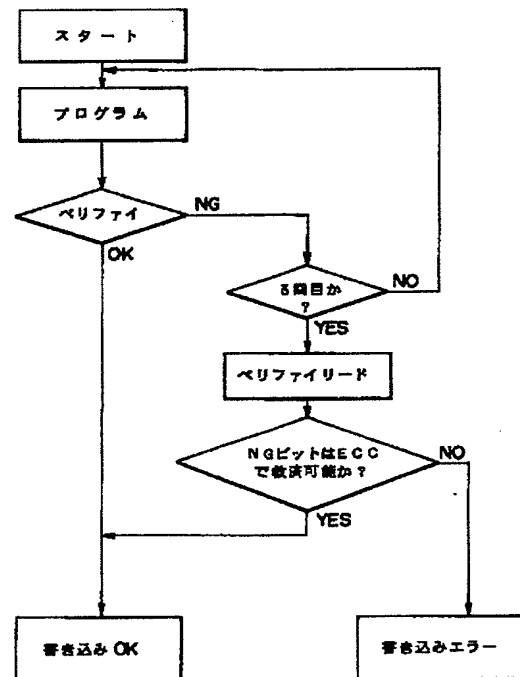 スタート
プログラム
ベリファイ
NG
OK
3回目か
?
NO
YES
ベリファイリード
NGビットはECC
で救済可能か?
NO
YES
書き込みOK
書き込みエラー